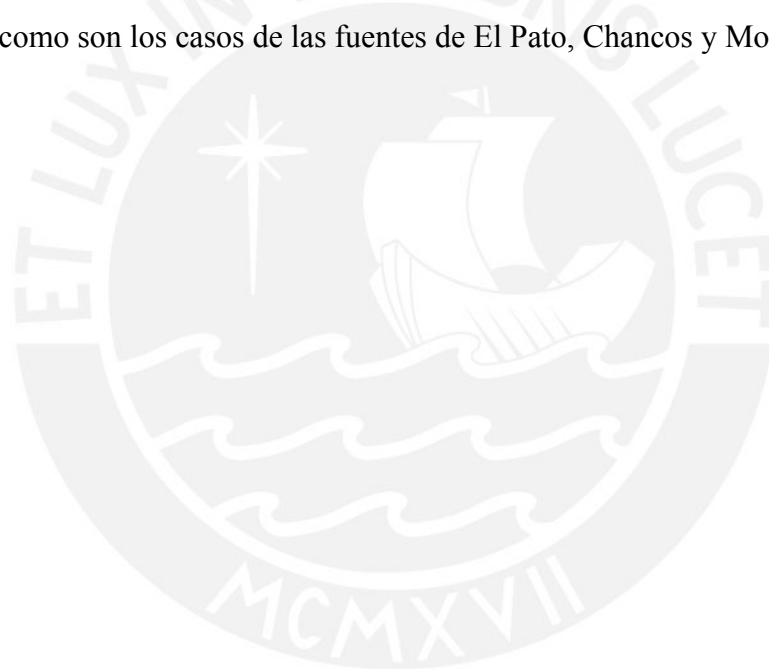 como son los casos de las fuentes de El Pato, Chancos y Mo
ET LUX IN
LUCET
MCMXVII